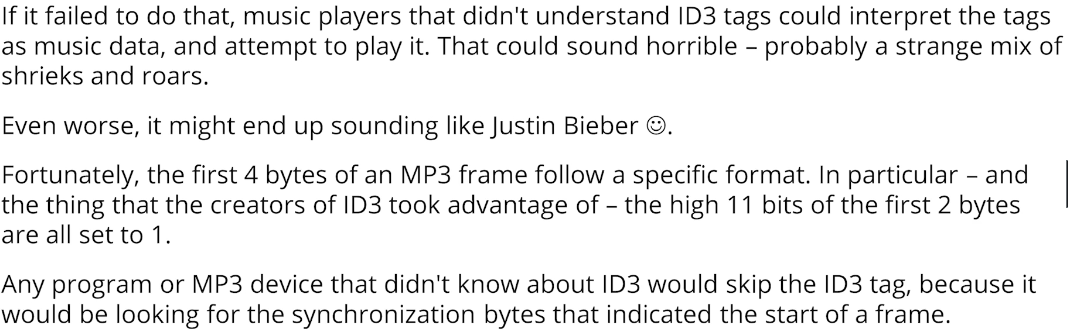 If it failed to do that, music players that didn't understand ID3 tags could interpret the tags
as music data, and attempt to play it. That could sound horrible – probably a strange mix of
shrieks and roars.
Even worse, it might end up sounding like Justin Bieber ☺.
Fortunately, the first 4 bytes of an MP3 frame follow a specific format. In particular – and
the thing that the creators of ID3 took advantage of – the high 11 bits of the first 2 bytes
are all set to 1.
Any program or MP3 device that didn't know about ID3 would skip the ID3 tag, because it
would be looking for the synchronization bytes that indicated the start of a frame.